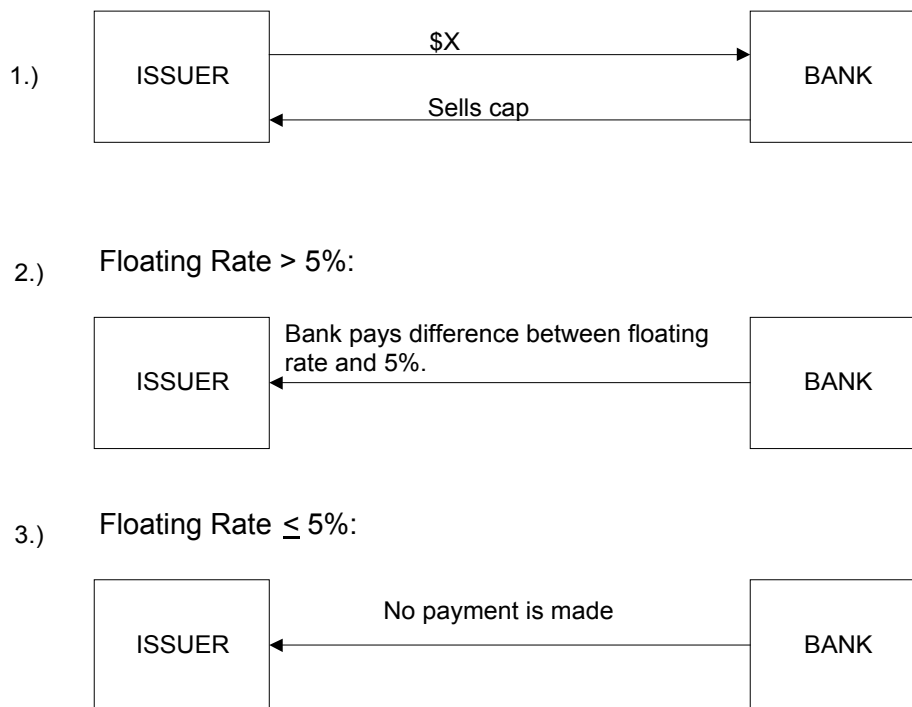 $X
1.)
ISSUER
BANK
Sells cap
2.)
Floating Rate > 5%:
Bank pays difference between floating
rate and 5%.
ISSUER
BANK
3.)
Floating Rate ≤ 5%:
No payment is made
ISSUER
BANK